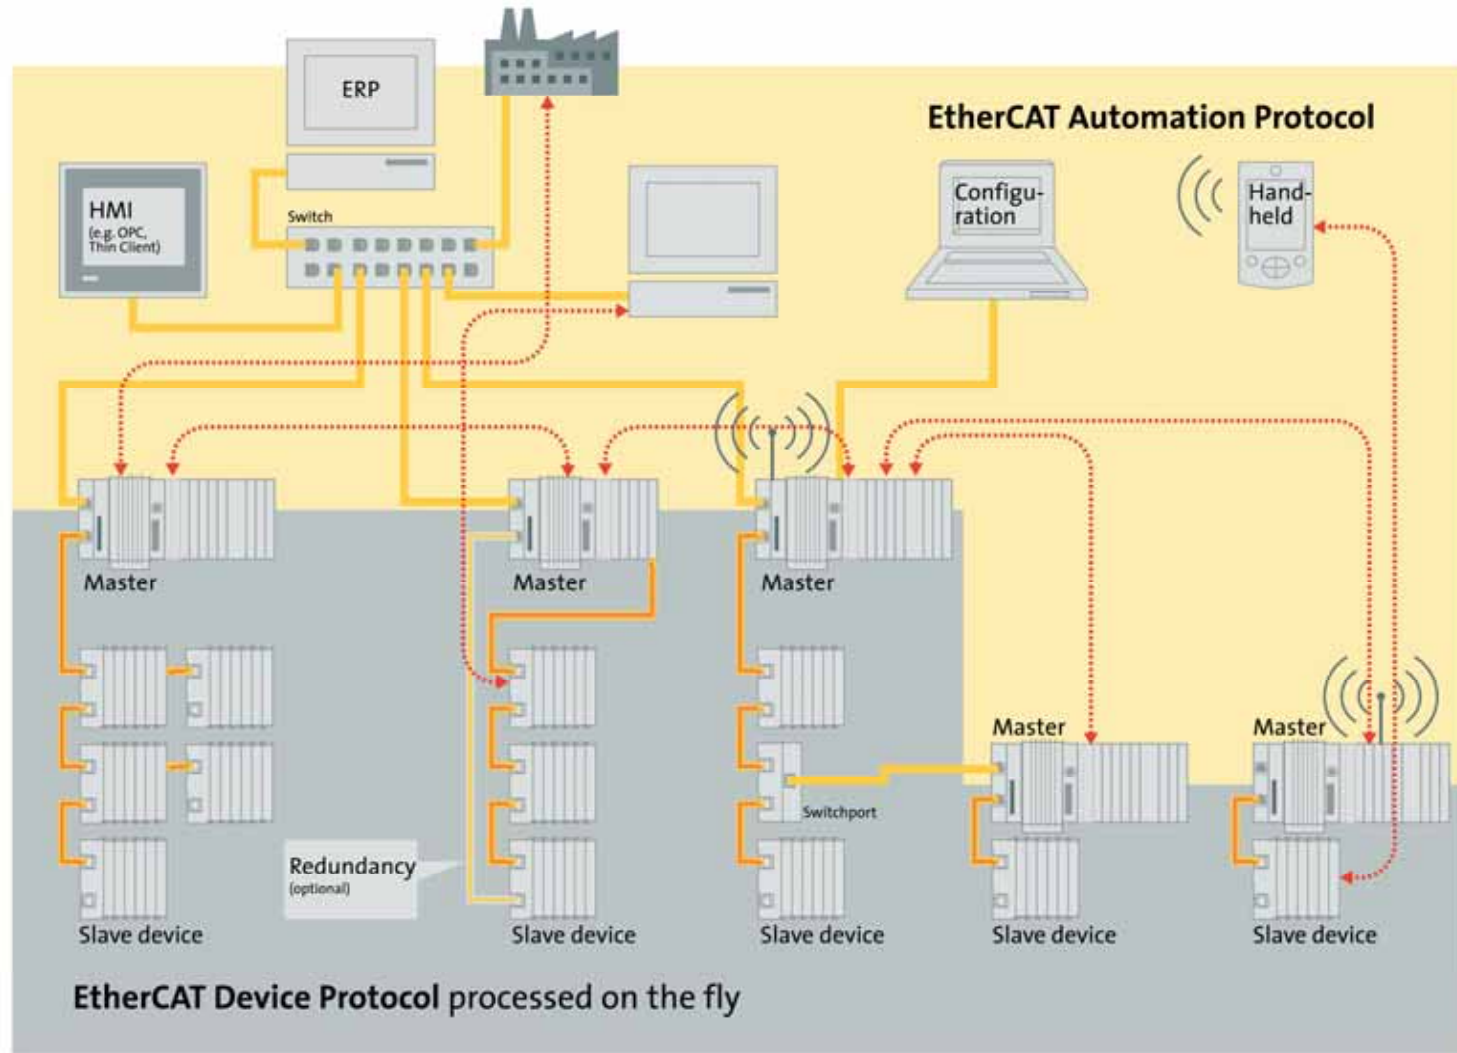 ERP
EtherCAT Automation Protocol
HMI
(e.g. OPC,
Thin Client)
Switch
Configu-
ration
Hand-
held
Master
Master
Master
Master
Master
Switchport
Redundancy
(optional)
Slave device
Slave device
Slave device
Slave device
Slave device
EtherCAT Device Protocol processed on the fly